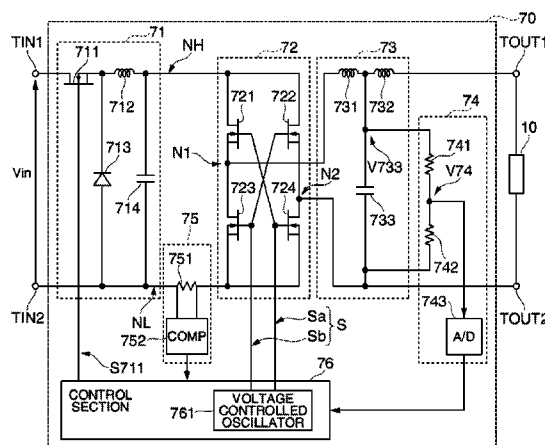 70
71
TIN1
711
NH
72
73
TOUT1
712
721
722
731
732
74
10
713
N1
N2
V733
741
V74
Vin
714
723
724
733
742
75
751
743
TIN2
NL
752
COMP
Sa
Sb
S
A/D
TOUT2
S711
76
CONTROL
SECTION
761
VOLTAGE
CONTROLLED
OSCILLATOR